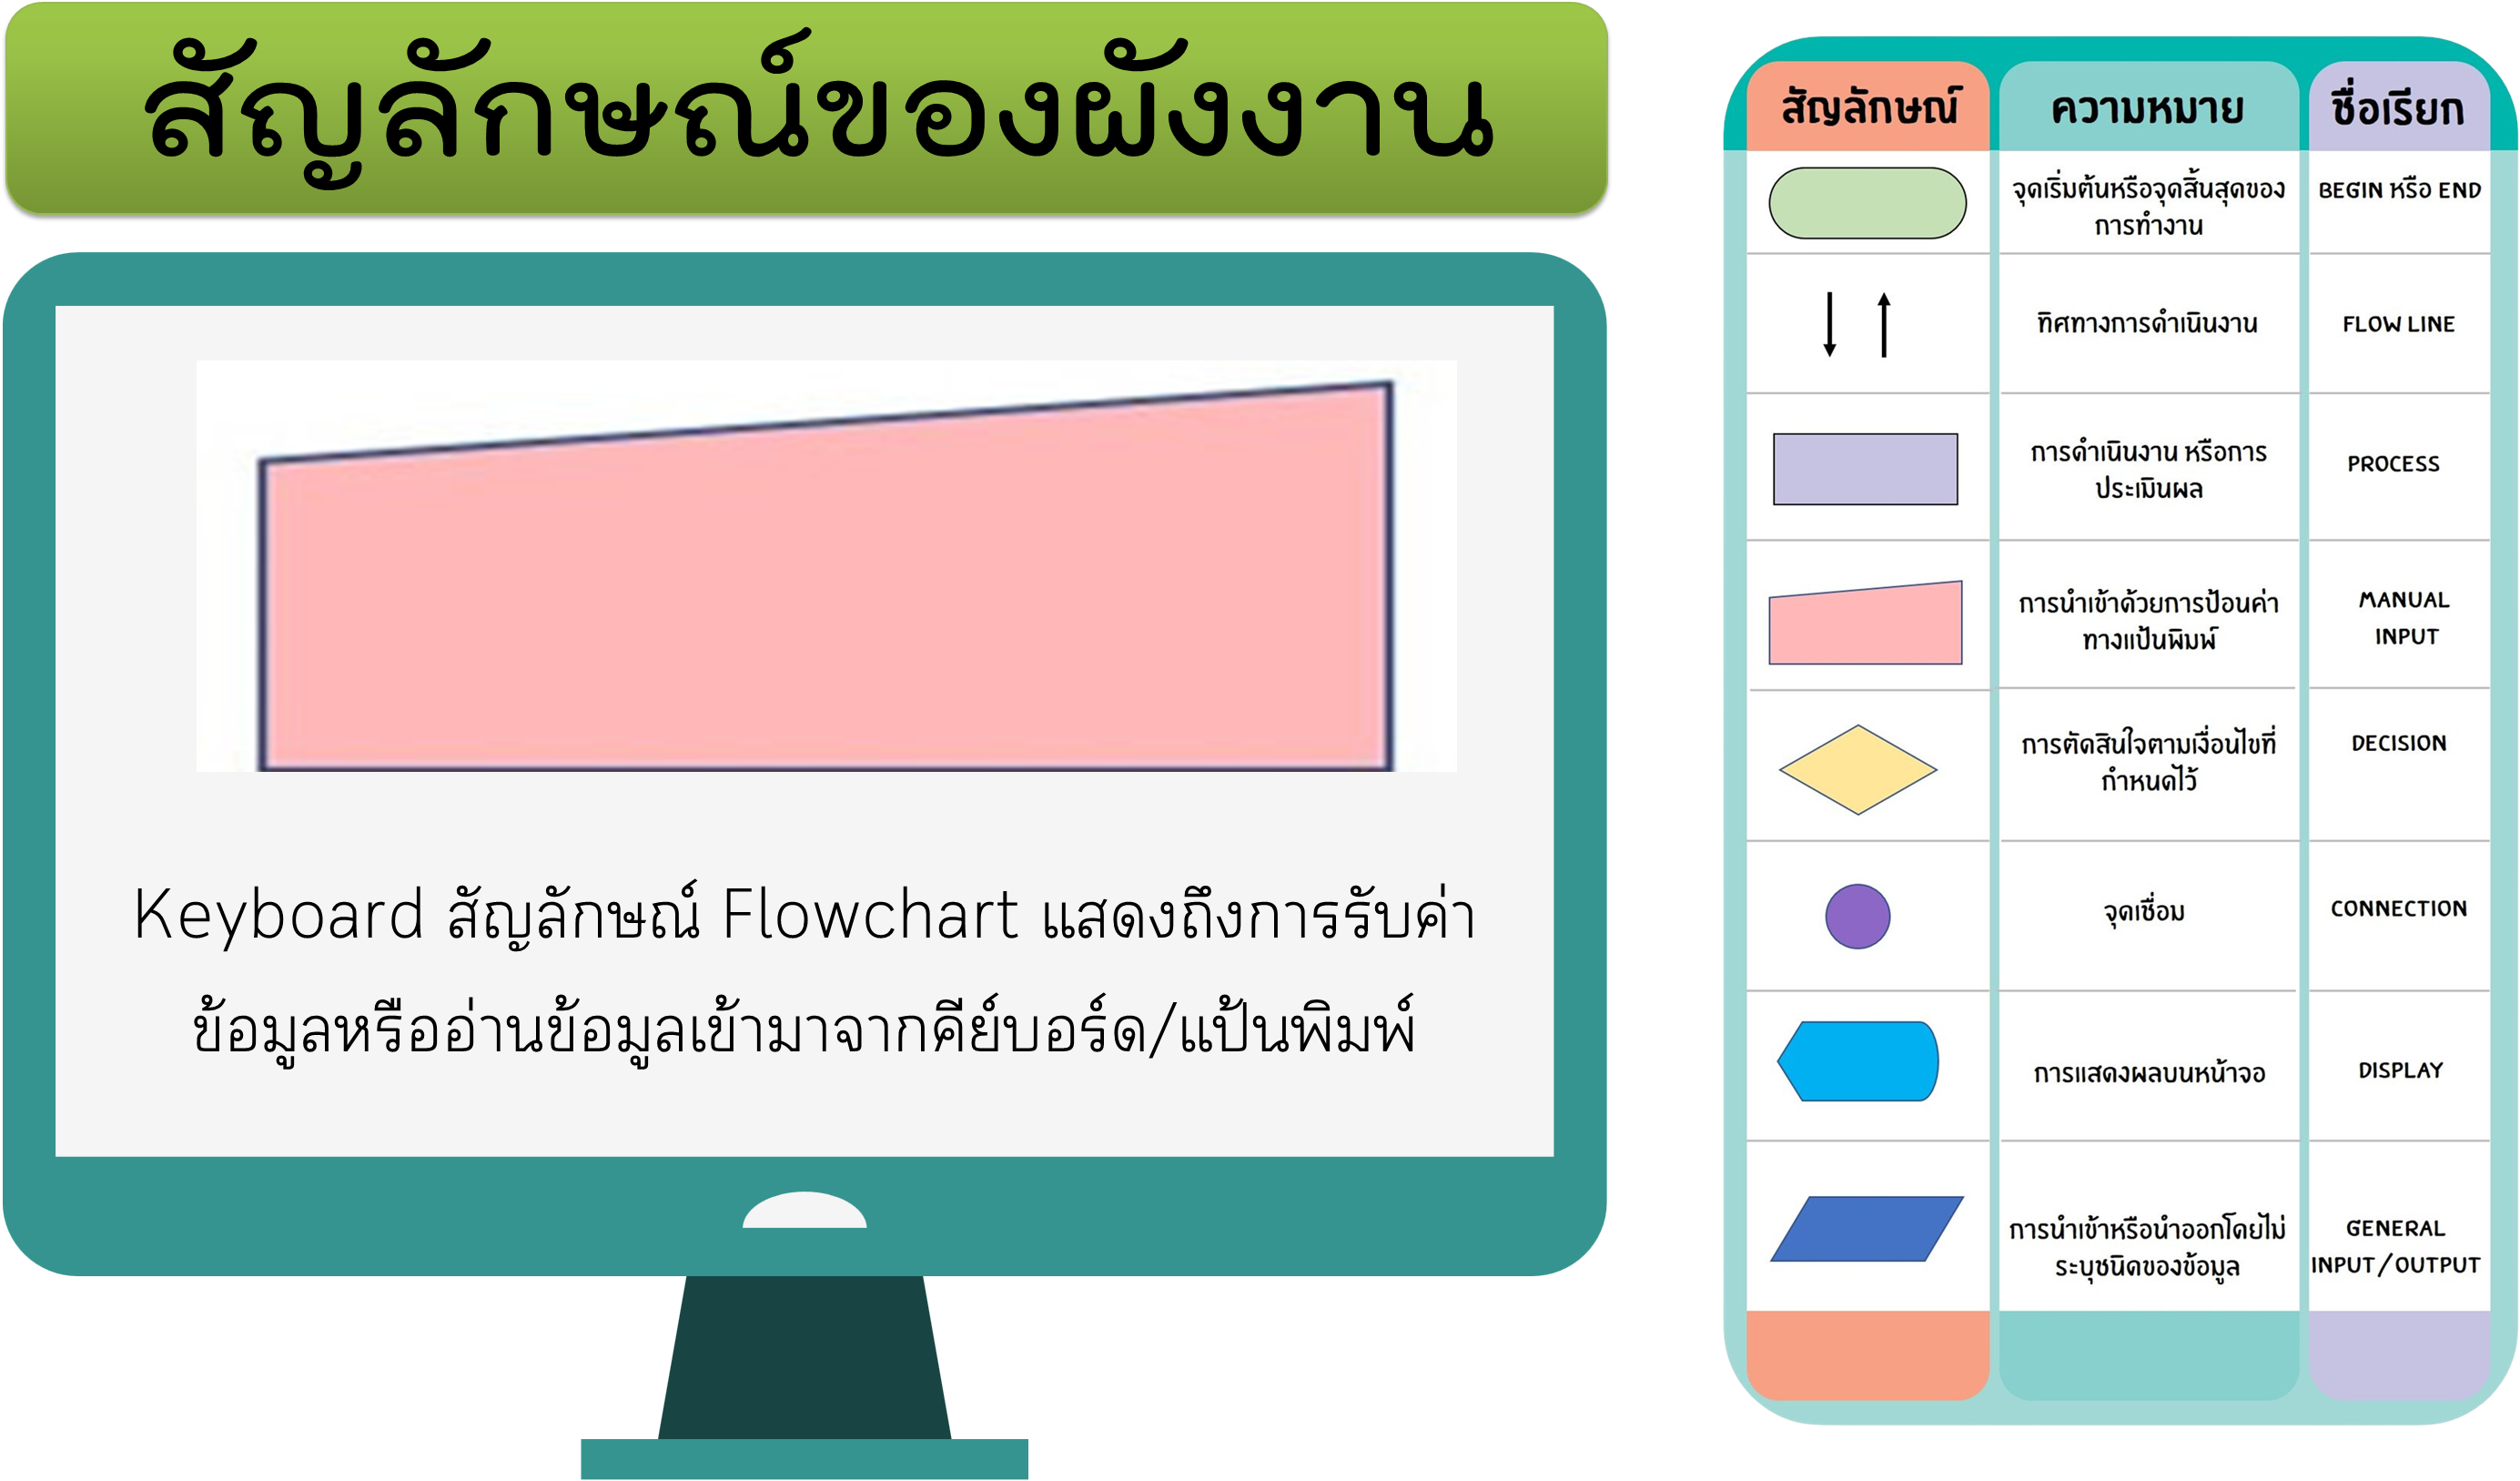 สัญลักษณ์ของผังงาน
Keyboard สัญลักษณ์ Flowchart แสดงถึงการรับค่า
ข้อมูลหรืออ่านข้อมูลเข้ามาจากคีย์บอร์ด/แป้นพิมพ์
สัญลักษณ์ ความหมาย ชื่อเรียก
จุดเริ่มต้นหรือจุดสิ้นสุดของ
การทำงาน
BEGIN หรือ END
ทิศทางการดำเนินงาน
FLOW LINE
การดำเนินงาน หรือการ
ประเมินผล
PROCESS
การนำเข้าด้วยการป้อนค่า
ทางแป้นพิมพ์
MANUAL
INPUT
การตัดสินใจตามเงื่อนไขที่
กำหนดไว้
DECISION
จุดเชื่อม
CONNECTION
การแสดงผลบนหน้าจอ
DISPLAY
การนำเข้าหรือนำออกโดยไม่
ระบุชนิดของข้อมูล
GENERAL
INPUT/OUTPUT